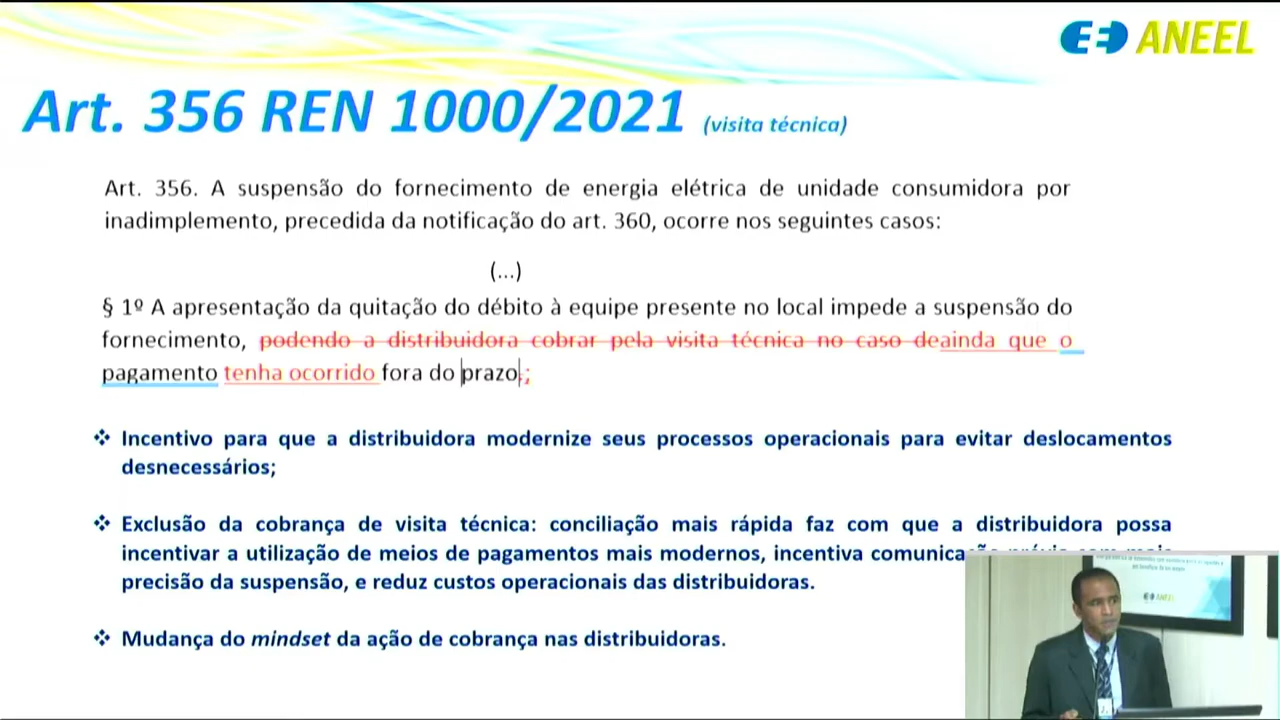 ANEEL
Art. 356 REN 1000/2021 (visita técnica)
Art. 356. A suspensão do fornecimento de energia elétrica de unidade consumidora por
inadimplemento, precedida da notificação do art. 360, ocorre nos seguintes casos:
(...)
§ 1º A apresentação da quitação do débito à equipe presente no local impede a suspensão do
fornecimento, podendo a distribuidora cobrar pela visita técnica no caso deainda que o
pagamento tenha ocorrido fora do prazo.;
❖ Incentivo para que a distribuidora modernize seus processos operacionais para evitar deslocamentos
desnecessários;
❖ Exclusão da cobrança de visita técnica: conciliação mais rápida faz com que a distribuidora possa
incentivar a utilização de meios de pagamentos mais modernos, incentiva
precisão da suspensão, e reduz custos operacionais das distribuidoras.
❖ Mudança do mindset da ação de cobrança nas distribuidoras.
ANEEL